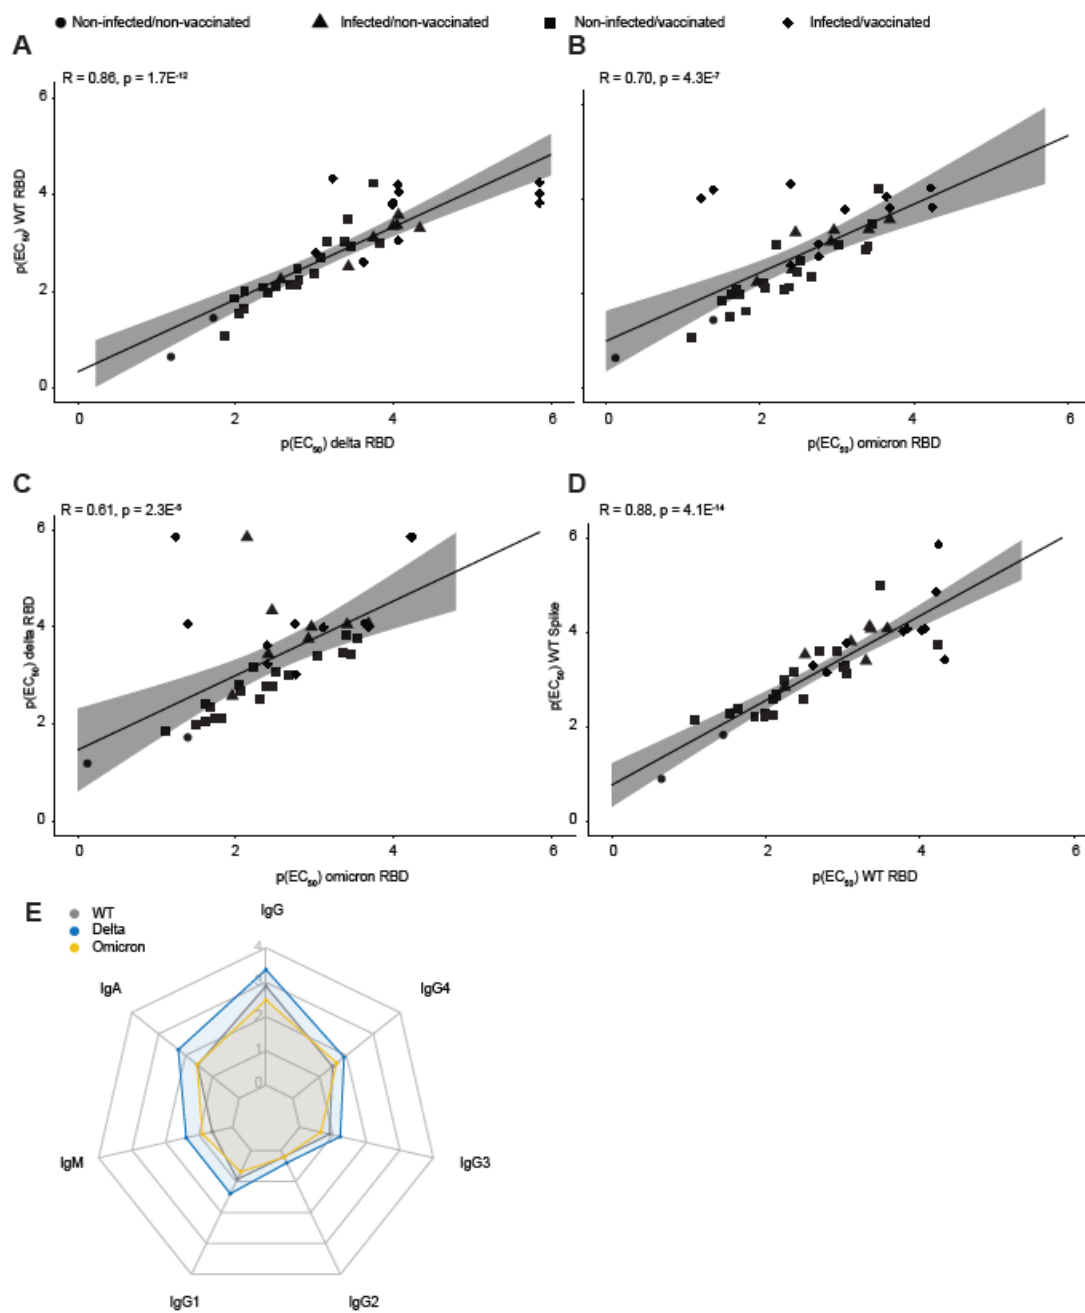 Non-infected/non-vaccinated Infected/non-vaccinated Non-infected/vaccinated Infected/vaccinated
A B
R = 0.86, p = 1.7E⁻¹² R = 0.70, p = 4.3E⁻⁷
6
4
2
0
p(EC₅₀) WT RBD
0 2 4 6 0 2 4 6
p(EC₅₀) delta RBD p(EC₅₀) omicron RBD
C D
R = 0.61, p = 2.3E⁻⁵ R = 0.88, p = 4.1E⁻¹⁴
6 6
4 4
2 2
0 0
p(EC₅₀) delta RBD p(EC₅₀) WT Spike
0 2 4 6 0 2 4 6
p(EC₅₀) omicron RBD p(EC₅₀) WT RBD
E
WT
Delta
Omicron
IgG
IgA IgG4
4
3
2
1
0
IgM IgG3
IgG1 IgG2